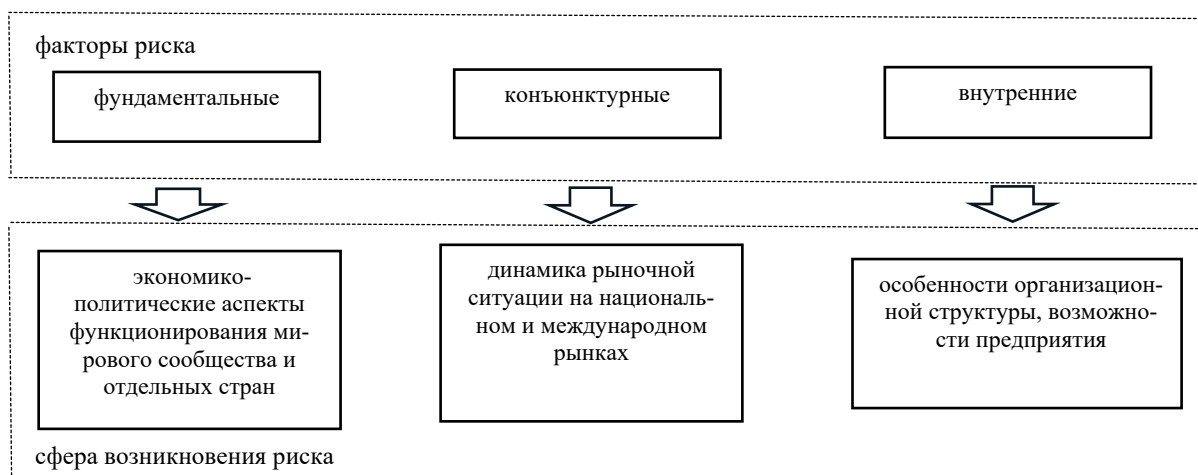 факторы риска
фундаментальные
конъюнктурные
внутренние
экономико-
политические аспекты
функционирования ми-
рового сообщества и
отдельных стран
динамика рыночной
ситуации на националь-
ном и международном
рынках
особенности организацион-
ной структуры, возможно-
сти предприятия
сфера возникновения риска